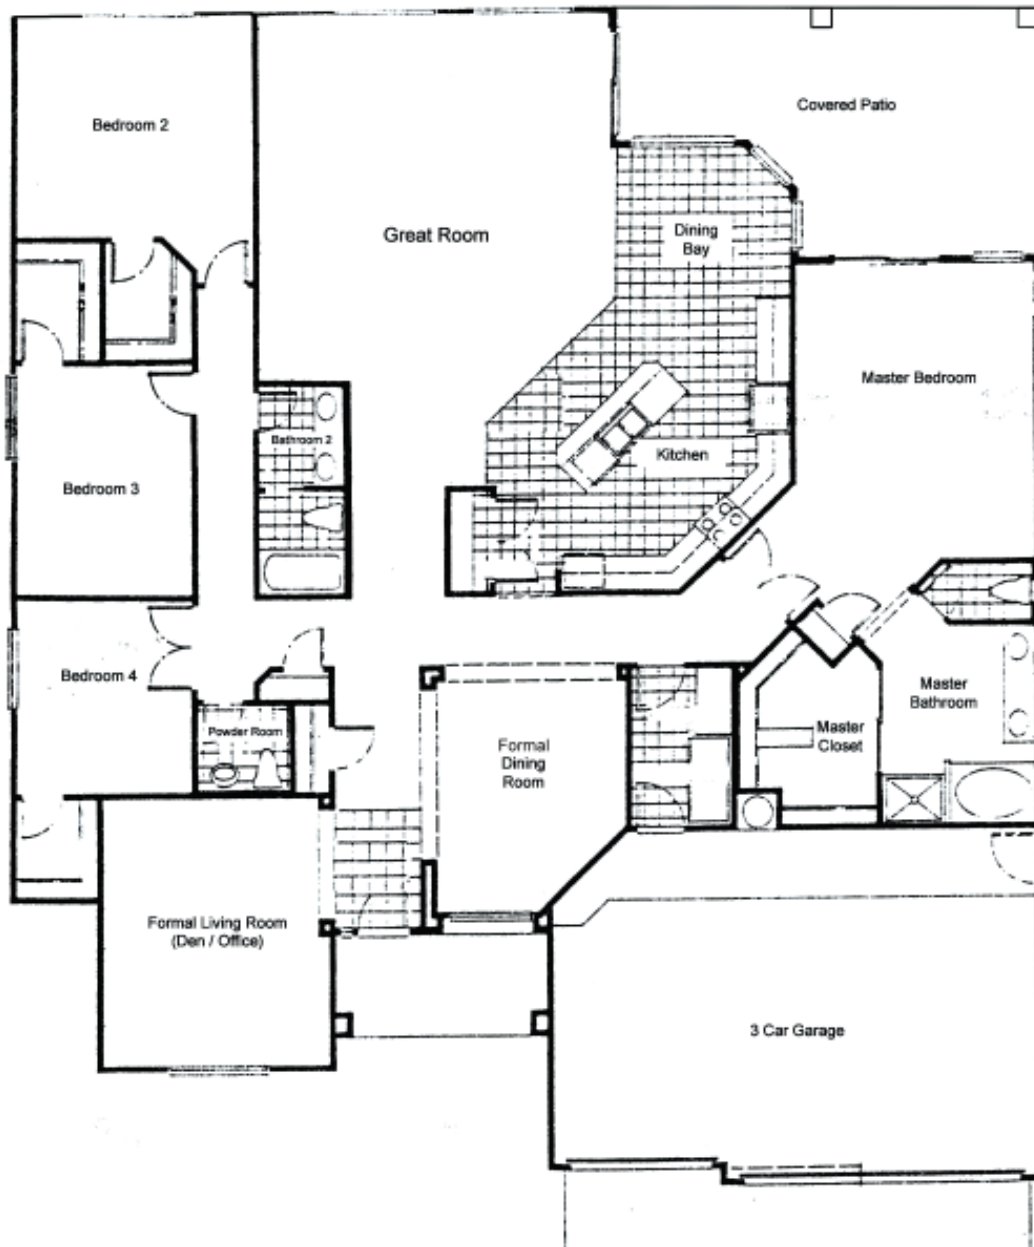 Covered Patio
Bedroom 2
Great Room
Dining
Bay
Master Bedroom
Bathroom 2
Kitchen
Bedroom 3
Bedroom 4
Master
Bathroom
Powder Room
Master
Closet
Formal
Dining
Room
Formal Living Room
(Den / Office)
3 Car Garage